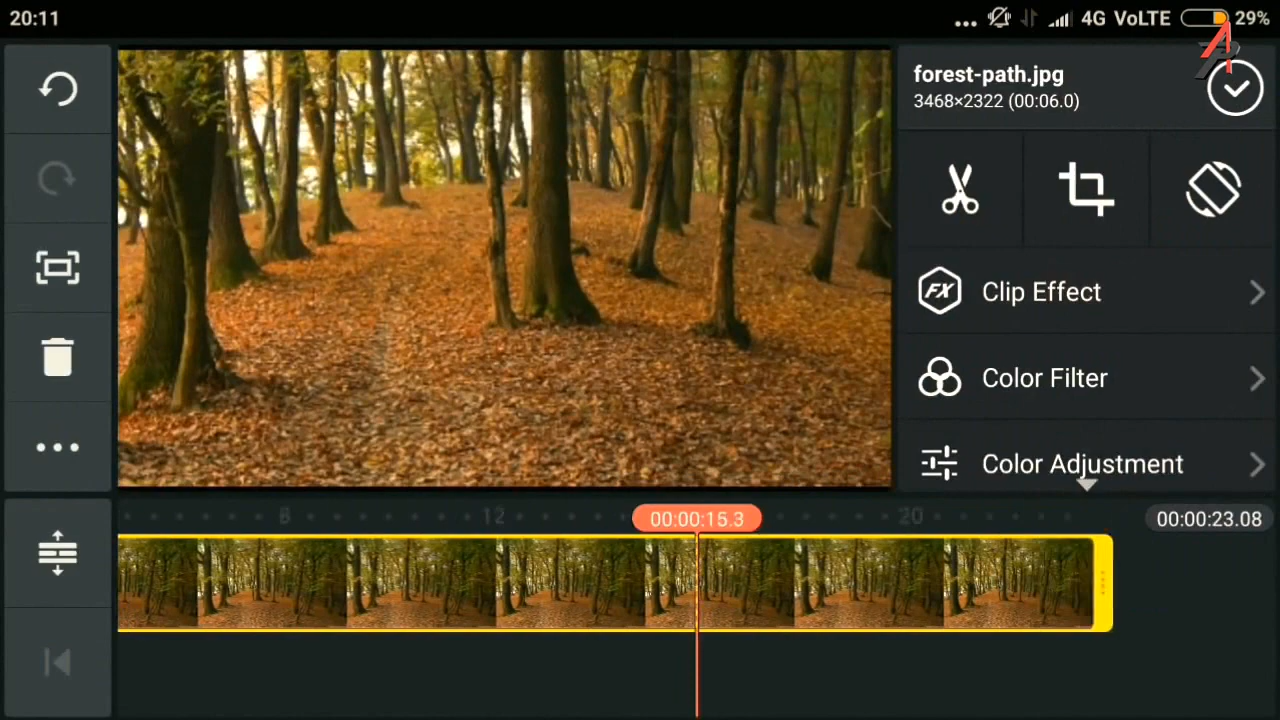 20:11
... 4G VoLTE 29%
forest-path.jpg
3468×2322 (00:06.0)
FX Clip Effect
Color Filter
Color Adjustment
8 12 00:00:15.3 20 00:00:23.08